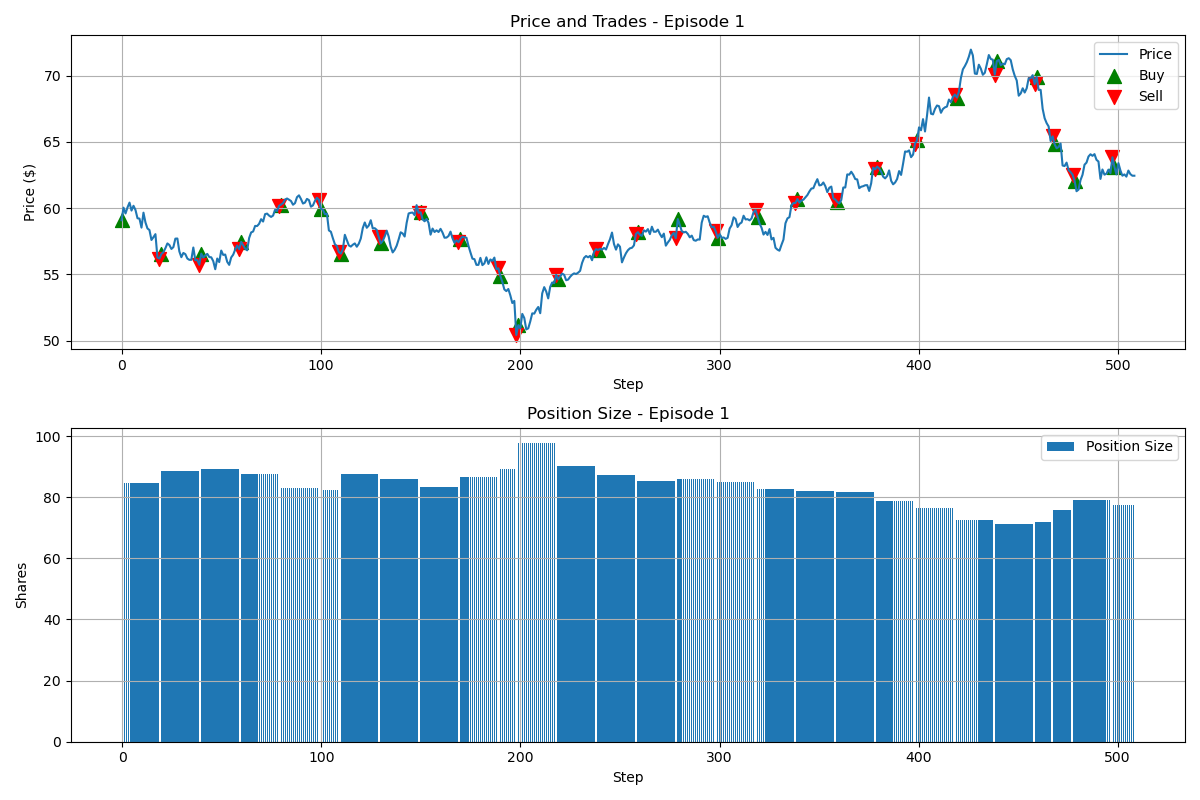 Price and Trades - Episode 1
Price ($)
70
65
60
55
50
Price
Buy
Sell
0 100 200 300 400 500
Step
Position Size - Episode 1
Shares
100
80
60
40
20
0
Position Size
0 100 200 300 400 500
Step